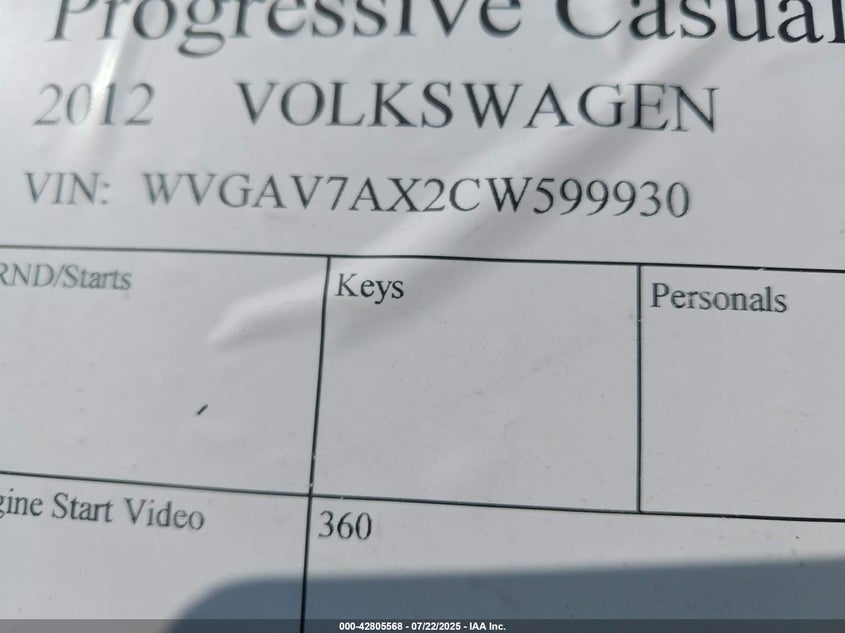 Progressive Casual
2012 VOLKSWAGEN
VIN: WVGAV7AX2CW599930
RND/Starts Keys Personals
gine Start Video 360
000-42805568 - 07/22/2025 - IAA Inc.